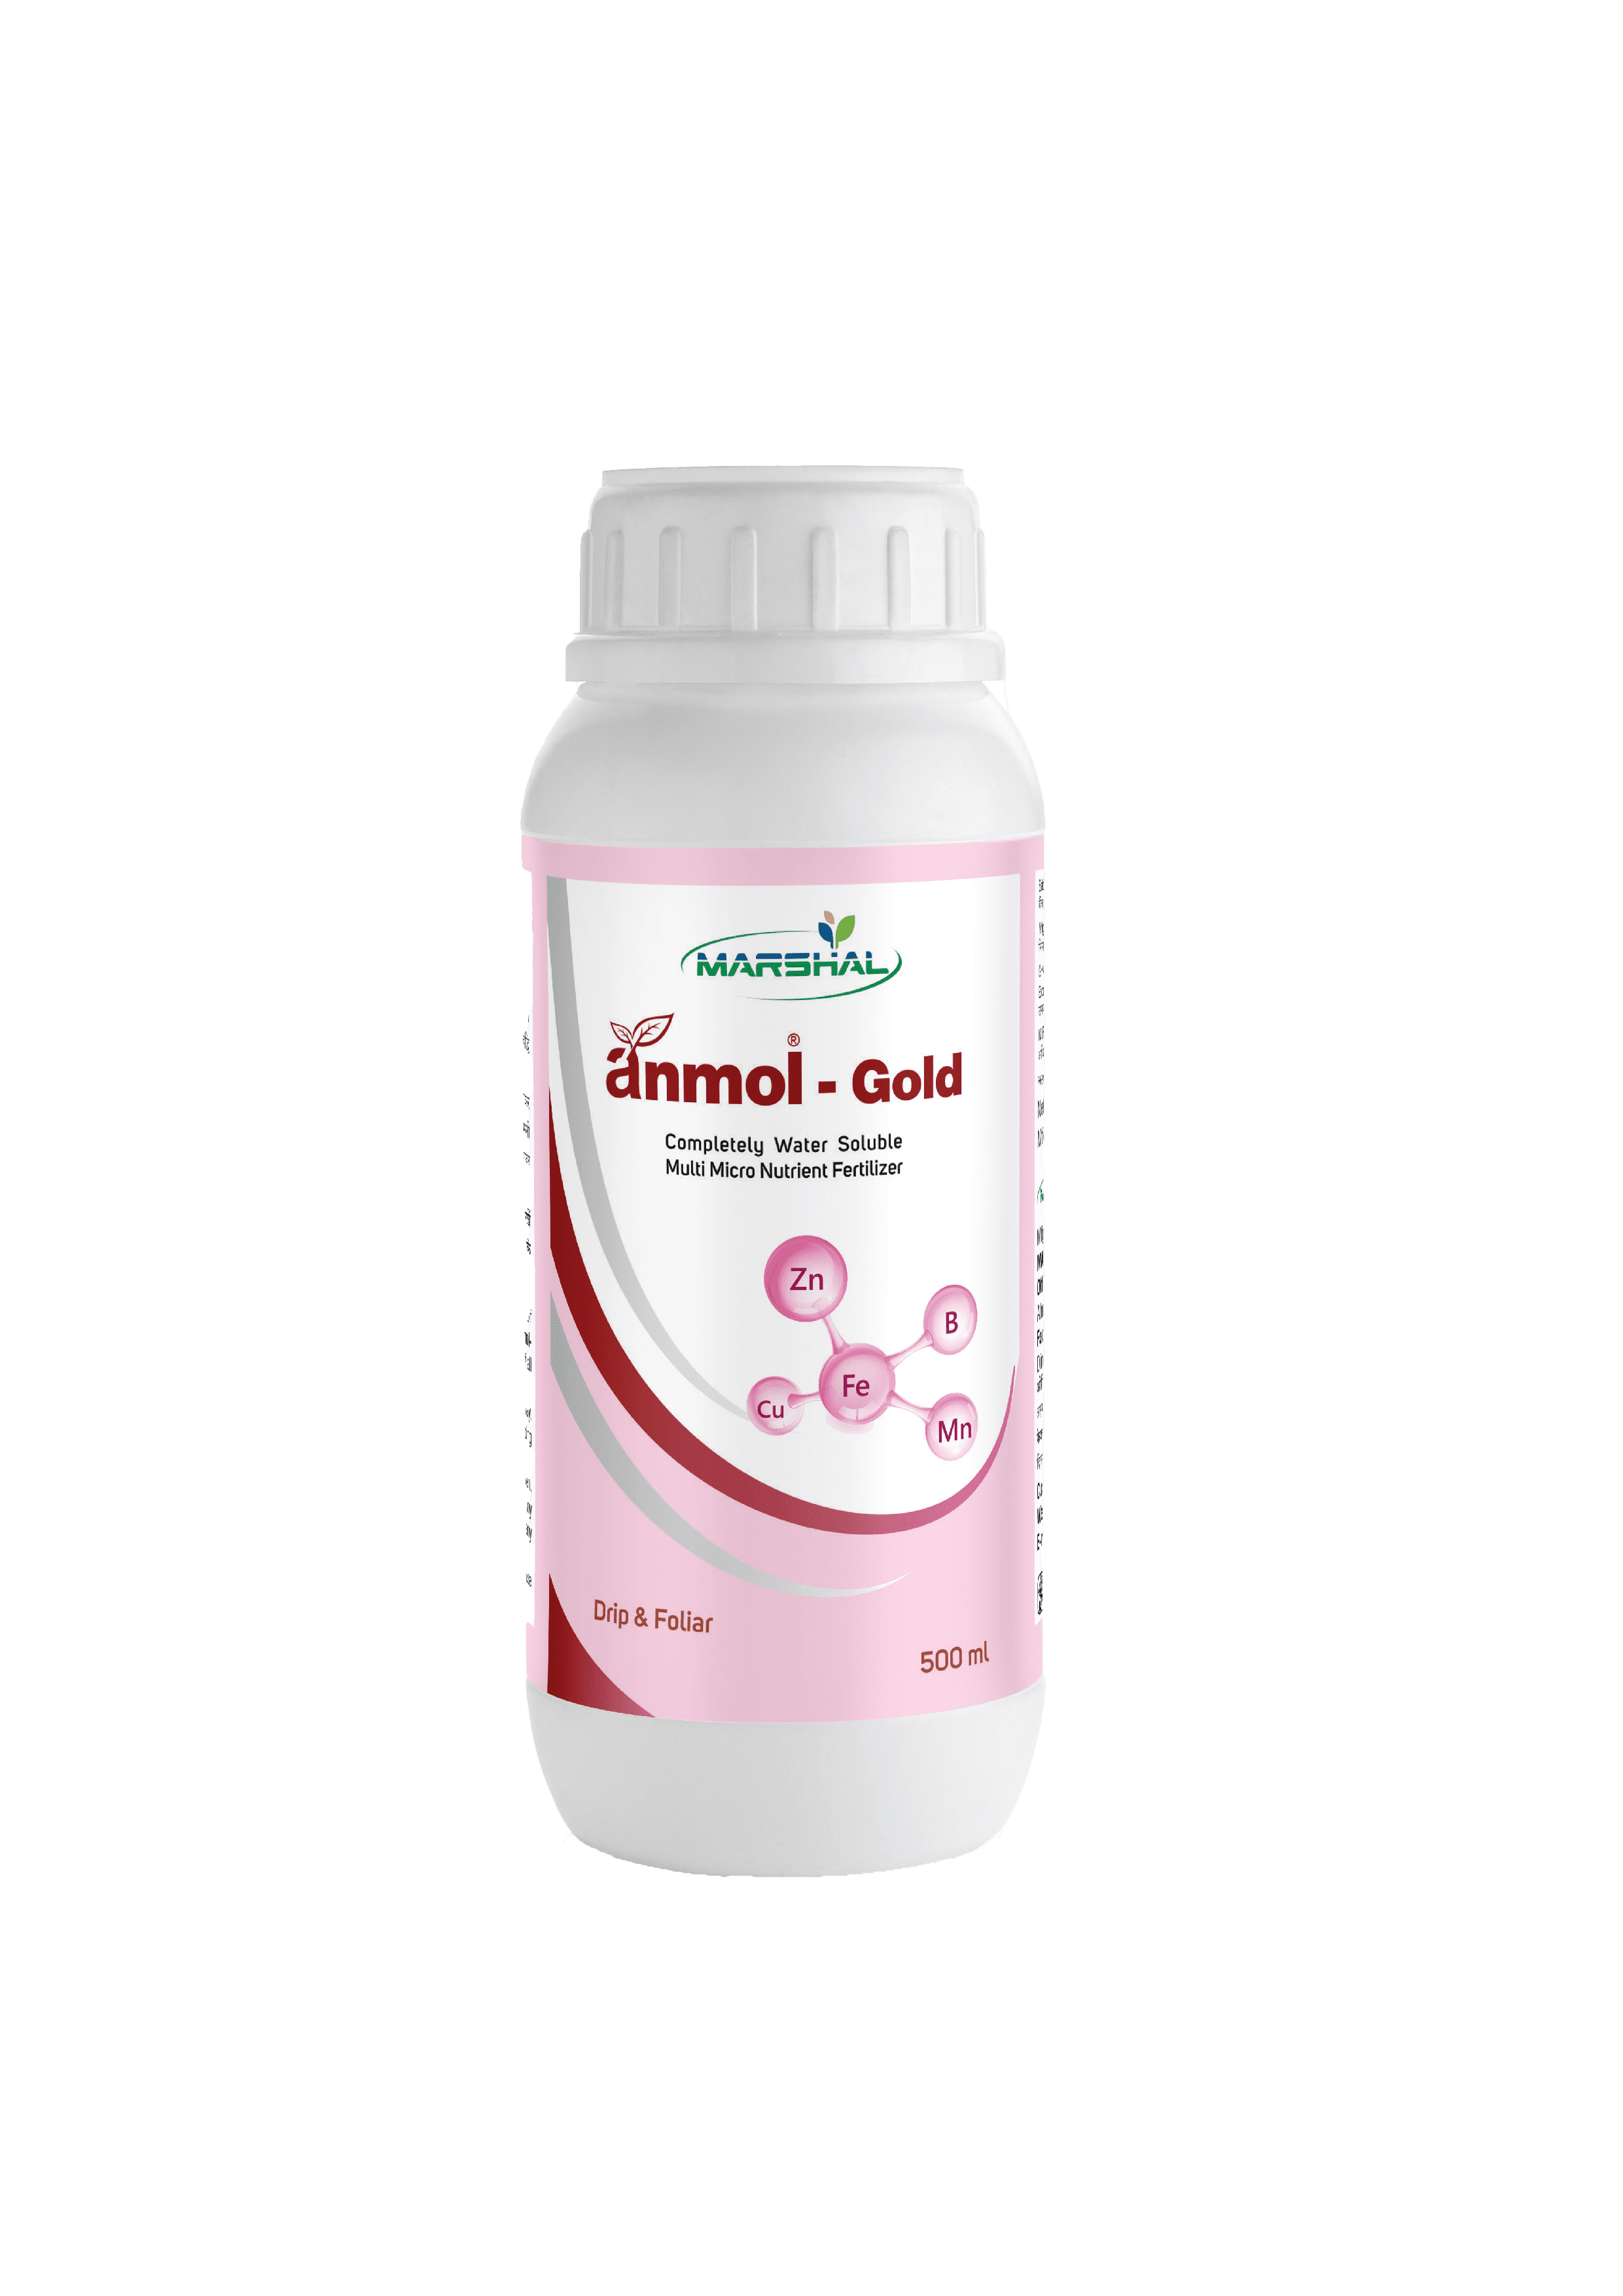 MARSHAL
anmol® - Gold
Completely Water Soluble
Multi Micro Nutrient Fertilizer
Zn
B
Fe
Cu
Mn
Drip & Foliar
500 ml